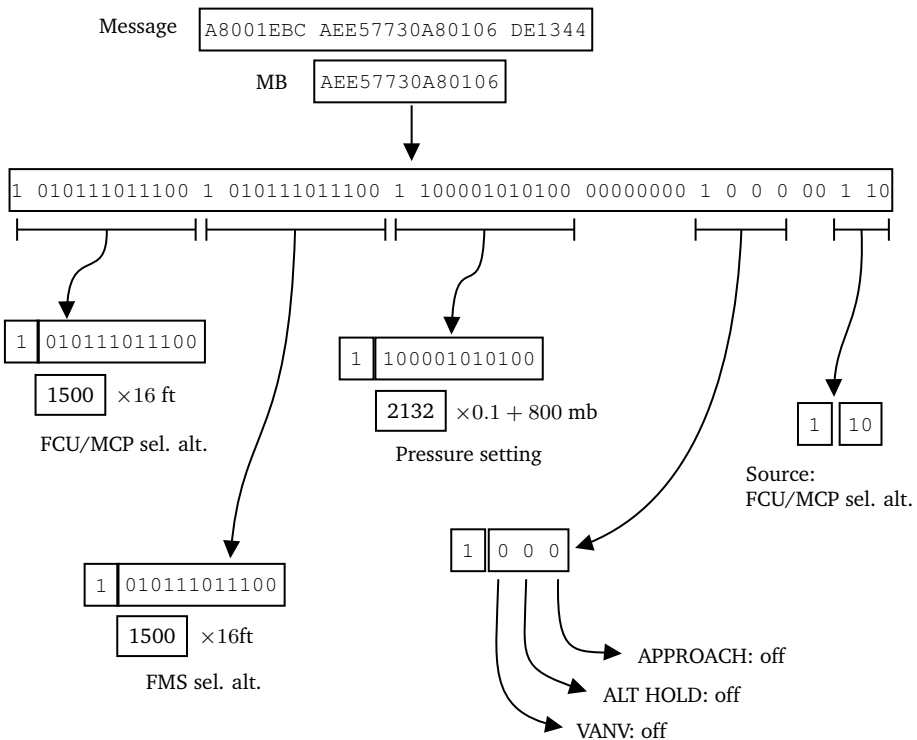 Message A8001EBC AEE57730A80106 DE1344
MB AEE57730A80106
1 010111011100 1 010111011100 1 100001010100 00000000 1 0 0 0 00 1 10
1 010111011100
1500 ×16 ft
FCU/MCP sel. alt.
1 100001010100
2132 ×0.1 + 800 mb
Pressure setting
1 10
Source:
FCU/MCP sel. alt.
1 010111011100
1500 ×16ft
FMS sel. alt.
1 0 0 0
APPROACH: off
ALT HOLD: off
VANV: off